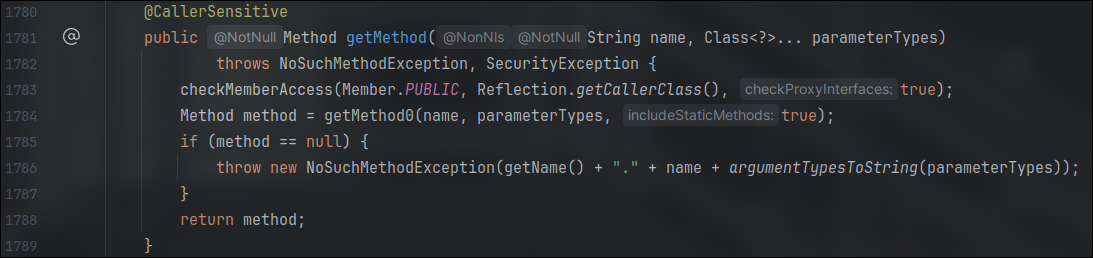 1780 @CallerSensitive
1781 @ public @NotNull Method getMethod( @NonNls @NotNull String name, Class<?>... parameterTypes)
1782 throws NoSuchMethodException, SecurityException {
1783 checkMemberAccess(Member.PUBLIC, Reflection.getCallerClass(), checkProxyInterfaces: true);
1784 Method method = getMethod0(name, parameterTypes, includeStaticMethods: true);
1785 if (method == null) {
1786 throw new NoSuchMethodException(getName() + "." + name + argumentTypesToString(parameterTypes));
1787 }
1788 return method;
1789 }